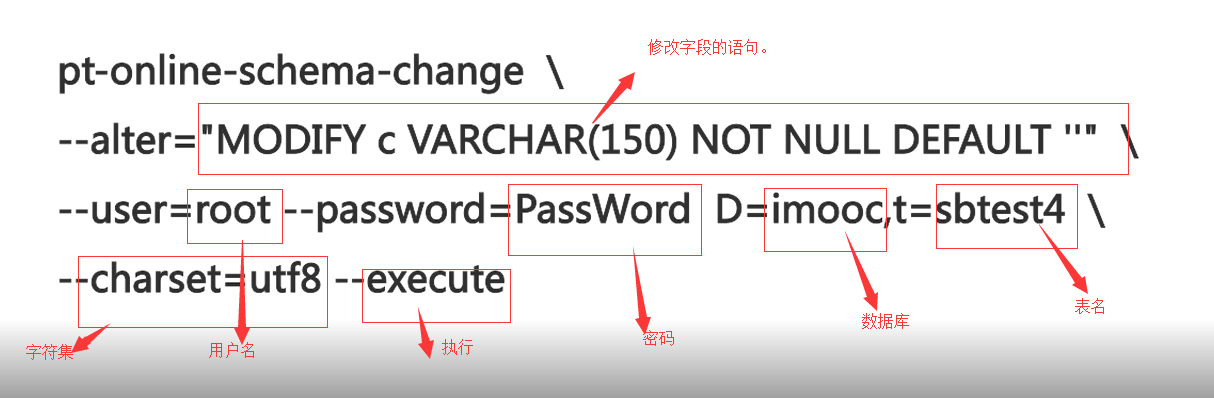 修改字段的语句。
pt-online-schema-change \
--alter="MODIFY c VARCHAR(150) NOT NULL DEFAULT ''" \
--user=root --password=PassWord D=imooc,t=sbtest4 \
--charset=utf8 --execute
字符集 用户名 执行 密码 数据库 表名